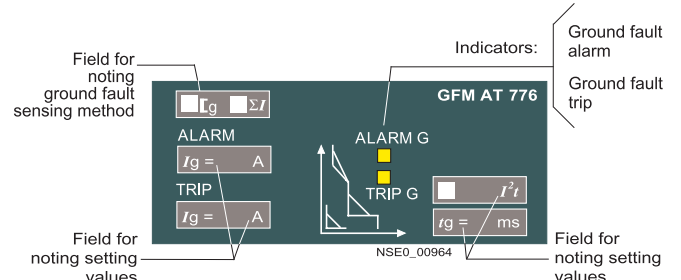 Indicators:
Ground fault
alarm
Ground fault
trip
Field for
noting
ground fault
sensing method
g ΣI
GFM AT 776
ALARM
Ig = A
TRIP
Ig = A
ALARM G
TRIP G
I²t
tg = ms
NSE0_00964
Field for
noting setting
values
Field for
noting setting
values